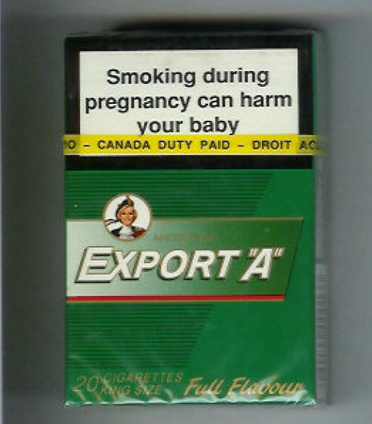 Smoking during
pregnancy can harm
your baby
- CANADA DUTY PAID - DROIT
EXPORT "A"
20 CIGARETTES
KING SIZE
Full Flavour